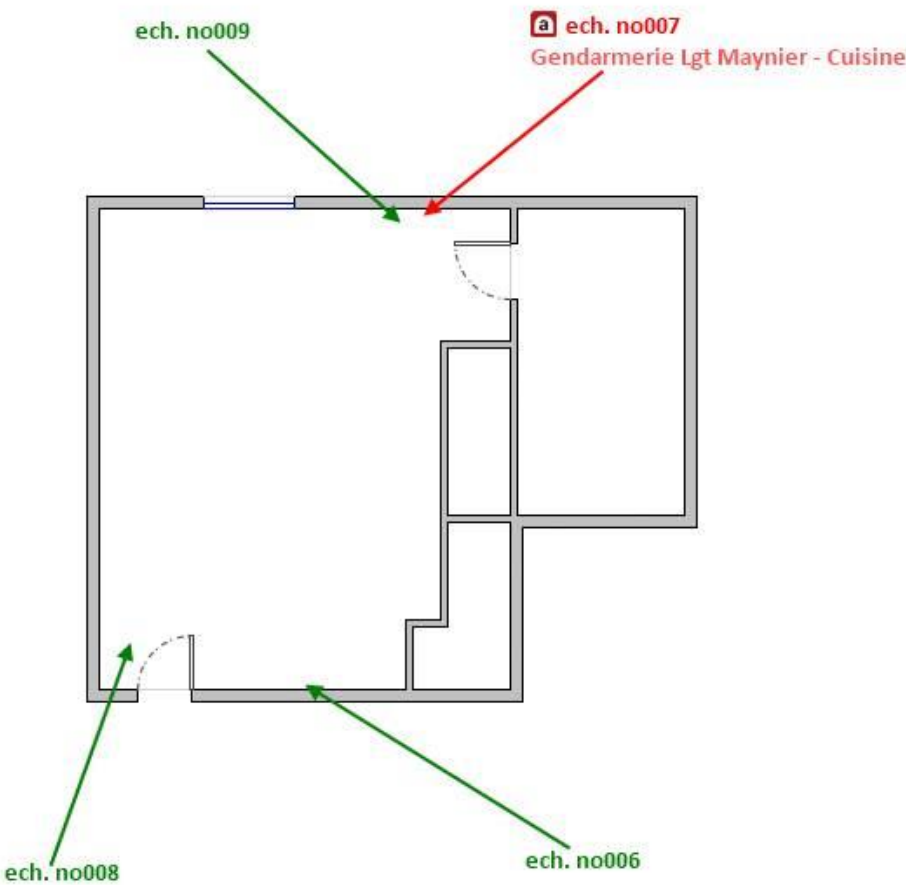 ech. no009
a ech. no007
Gendarmerie Lgt Maynier - Cuisine
ech. no008
ech. no006